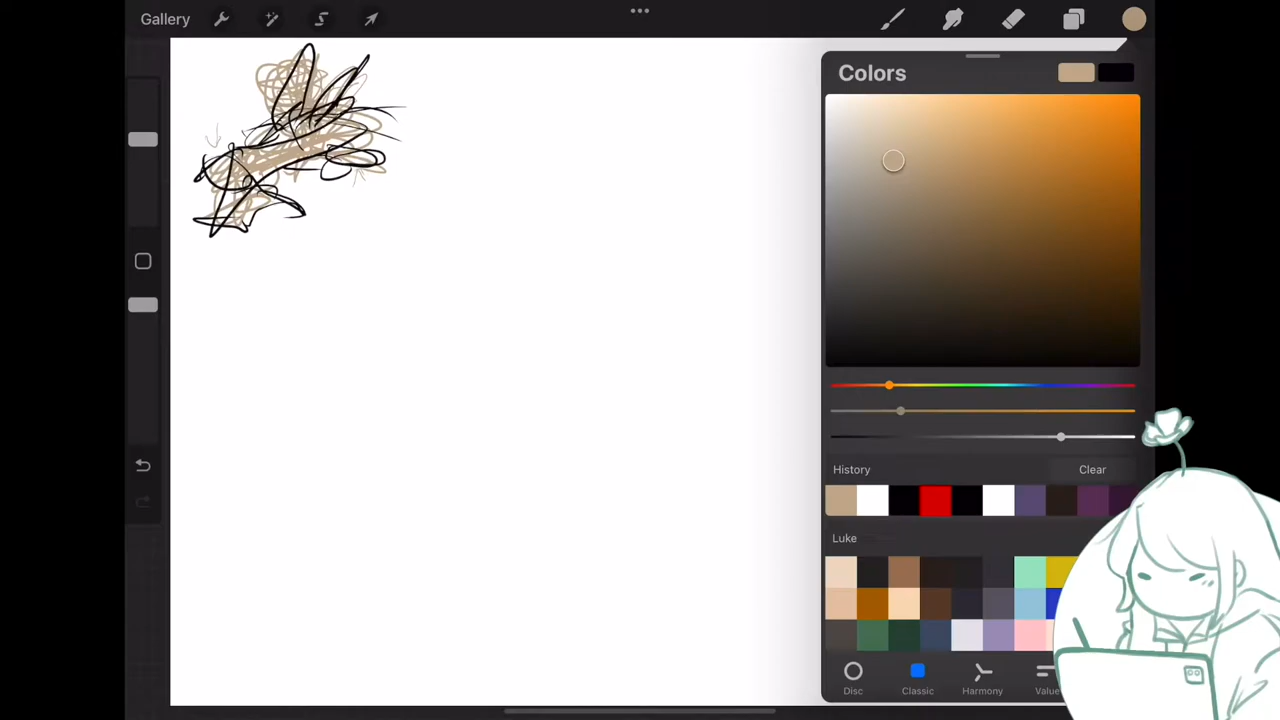 Gallery
Colors
History
Clear
Luke
Disc
Classic
Harmony
Value